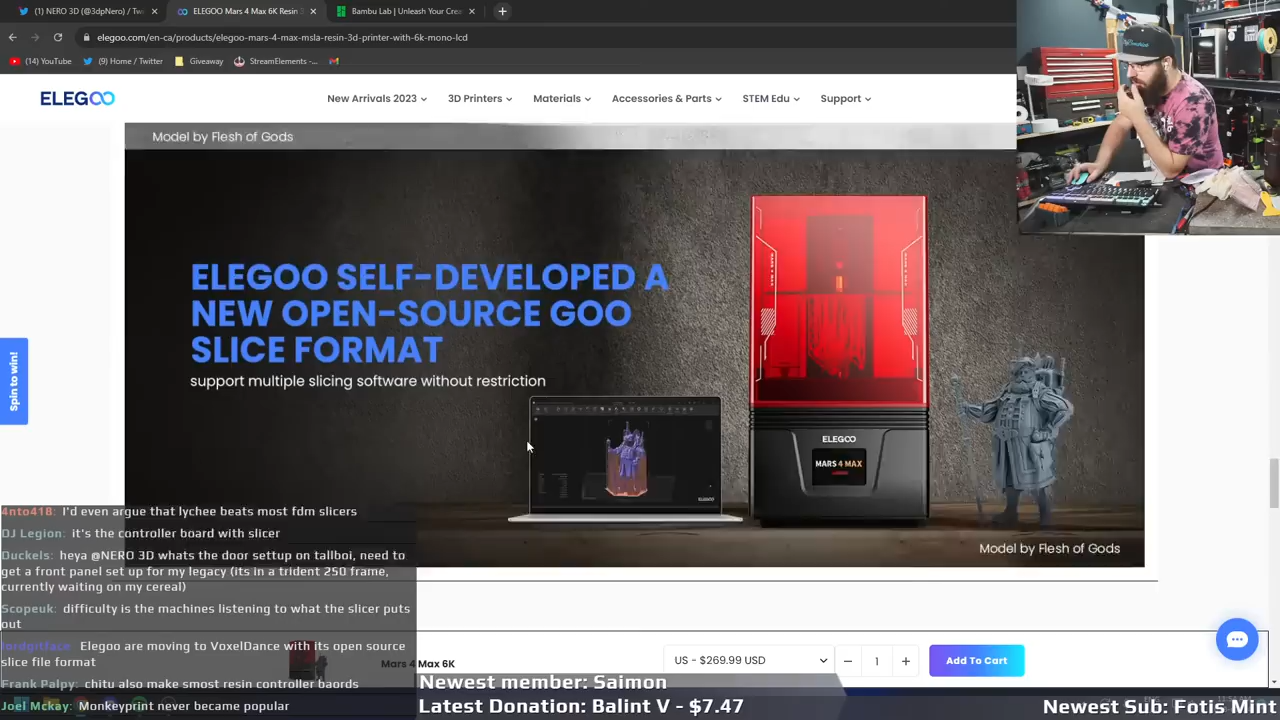 (1) NERO 3D (@3dpNero) / Tw
ELEGOO Mars 4 Max 6K Resin 3
Bambu Lab | Unleash Your Cre
elegoo.com/en-ca/products/elegoo-mars-4-max-msla-resin-3d-printer-with-6k-mono-lcd
(14) YouTube
(9) Home / Twitter
Giveaway
StreamElements -...
ELEGOO
New Arrivals 2023
3D Printers
Materials
Accessories & Parts
STEM Edu
Support
Model by Flesh of Gods
ELEGOO SELF-DEVELOPED A
NEW OPEN-SOURCE GOO
SLICE FORMAT
support multiple slicing software without restriction
Spin to win!
ELEGOO
MARS 4 MAX
Model by Flesh of Gods
4nto418: I'd even argue that lychee beats most fdm slicers
DJ Legion: it's the controller board with slicer
Duckels: heya @NERO 3D whats the door settup on tallboi, need to
get a front panel set up for my legacy (its in a trident 250 frame,
currently waiting on my cereal)
Scopeuk: difficulty is the machines listening to what the slicer puts
out
lordgitface: Elegoo are moving to VoxelDance with its open source
slice file format
Frank Palpy: chitu also make smost resin controller baords
Joel Mckay: Monkeyprint never became popular
Mars 4 Max 6K
US - $269.99 USD
1
Add To Cart
Newest member: Saimon
Latest Donation: Balint V - $7.47
Newest Sub: Fotis Mint